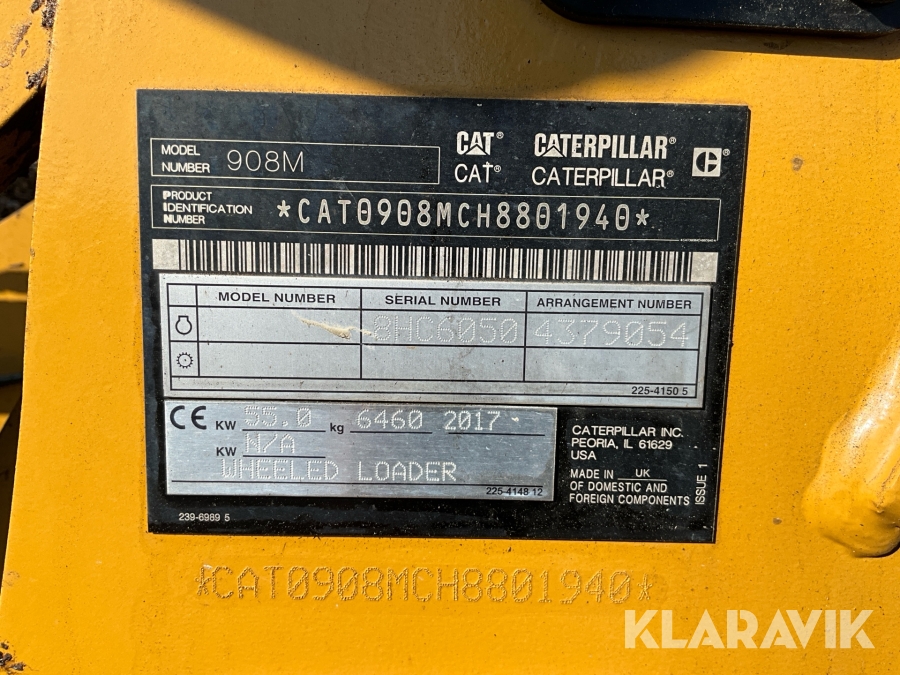 MODEL NUMBER 908M
CAT® CATERPILLAR®
CAT® CATERPILLAR®
PRODUCT IDENTIFICATION NUMBER *CAT0908MCH8801940*
MODEL NUMBER SERIAL NUMBER ARRANGEMENT NUMBER
8HC6050 4379054
225-4150 5
CE KW 55.0 kg 6460 2017
KW N/A
WHEELED LOADER
225-4148 12
CATERPILLAR INC.
PEORIA, IL 61629
USA
MADE IN UK
OF DOMESTIC AND
FOREIGN COMPONENTS
ISSUE 1
239-6989 5
*CAT0908MCH8801940*
KLARAVIK